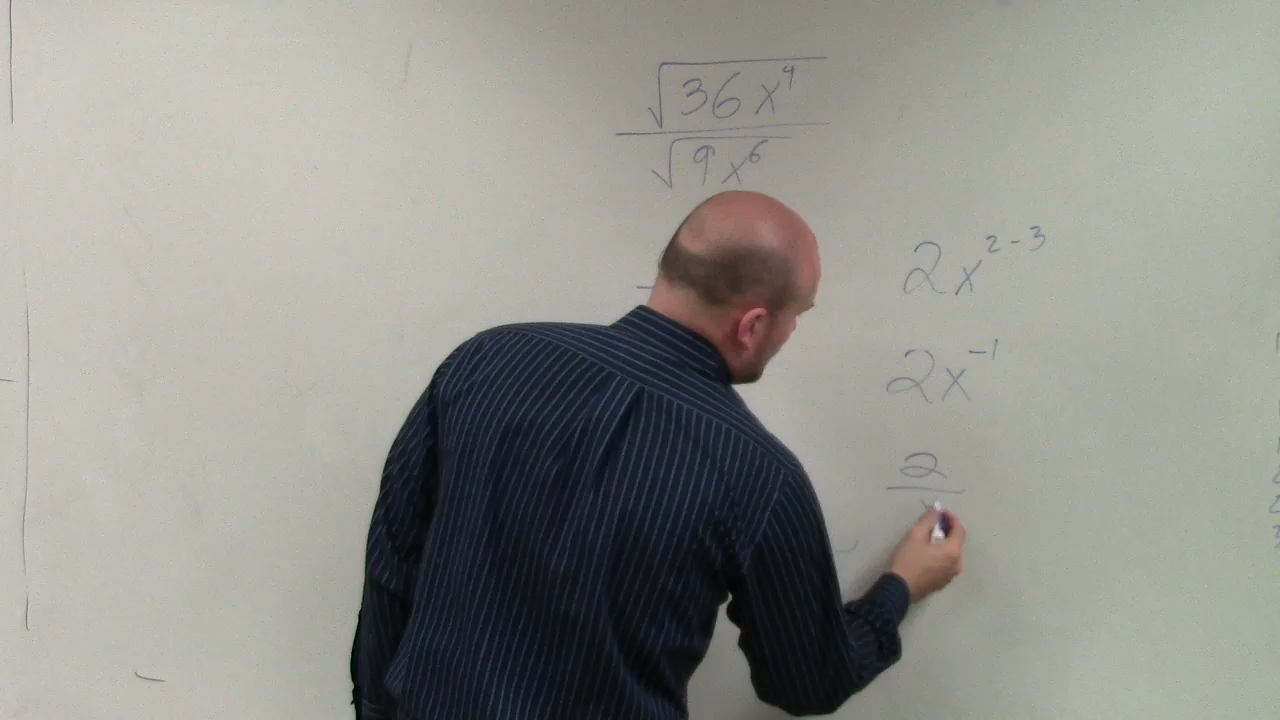 √36x⁴
√9x⁶
2x²⁻³
2x⁻¹
2
x